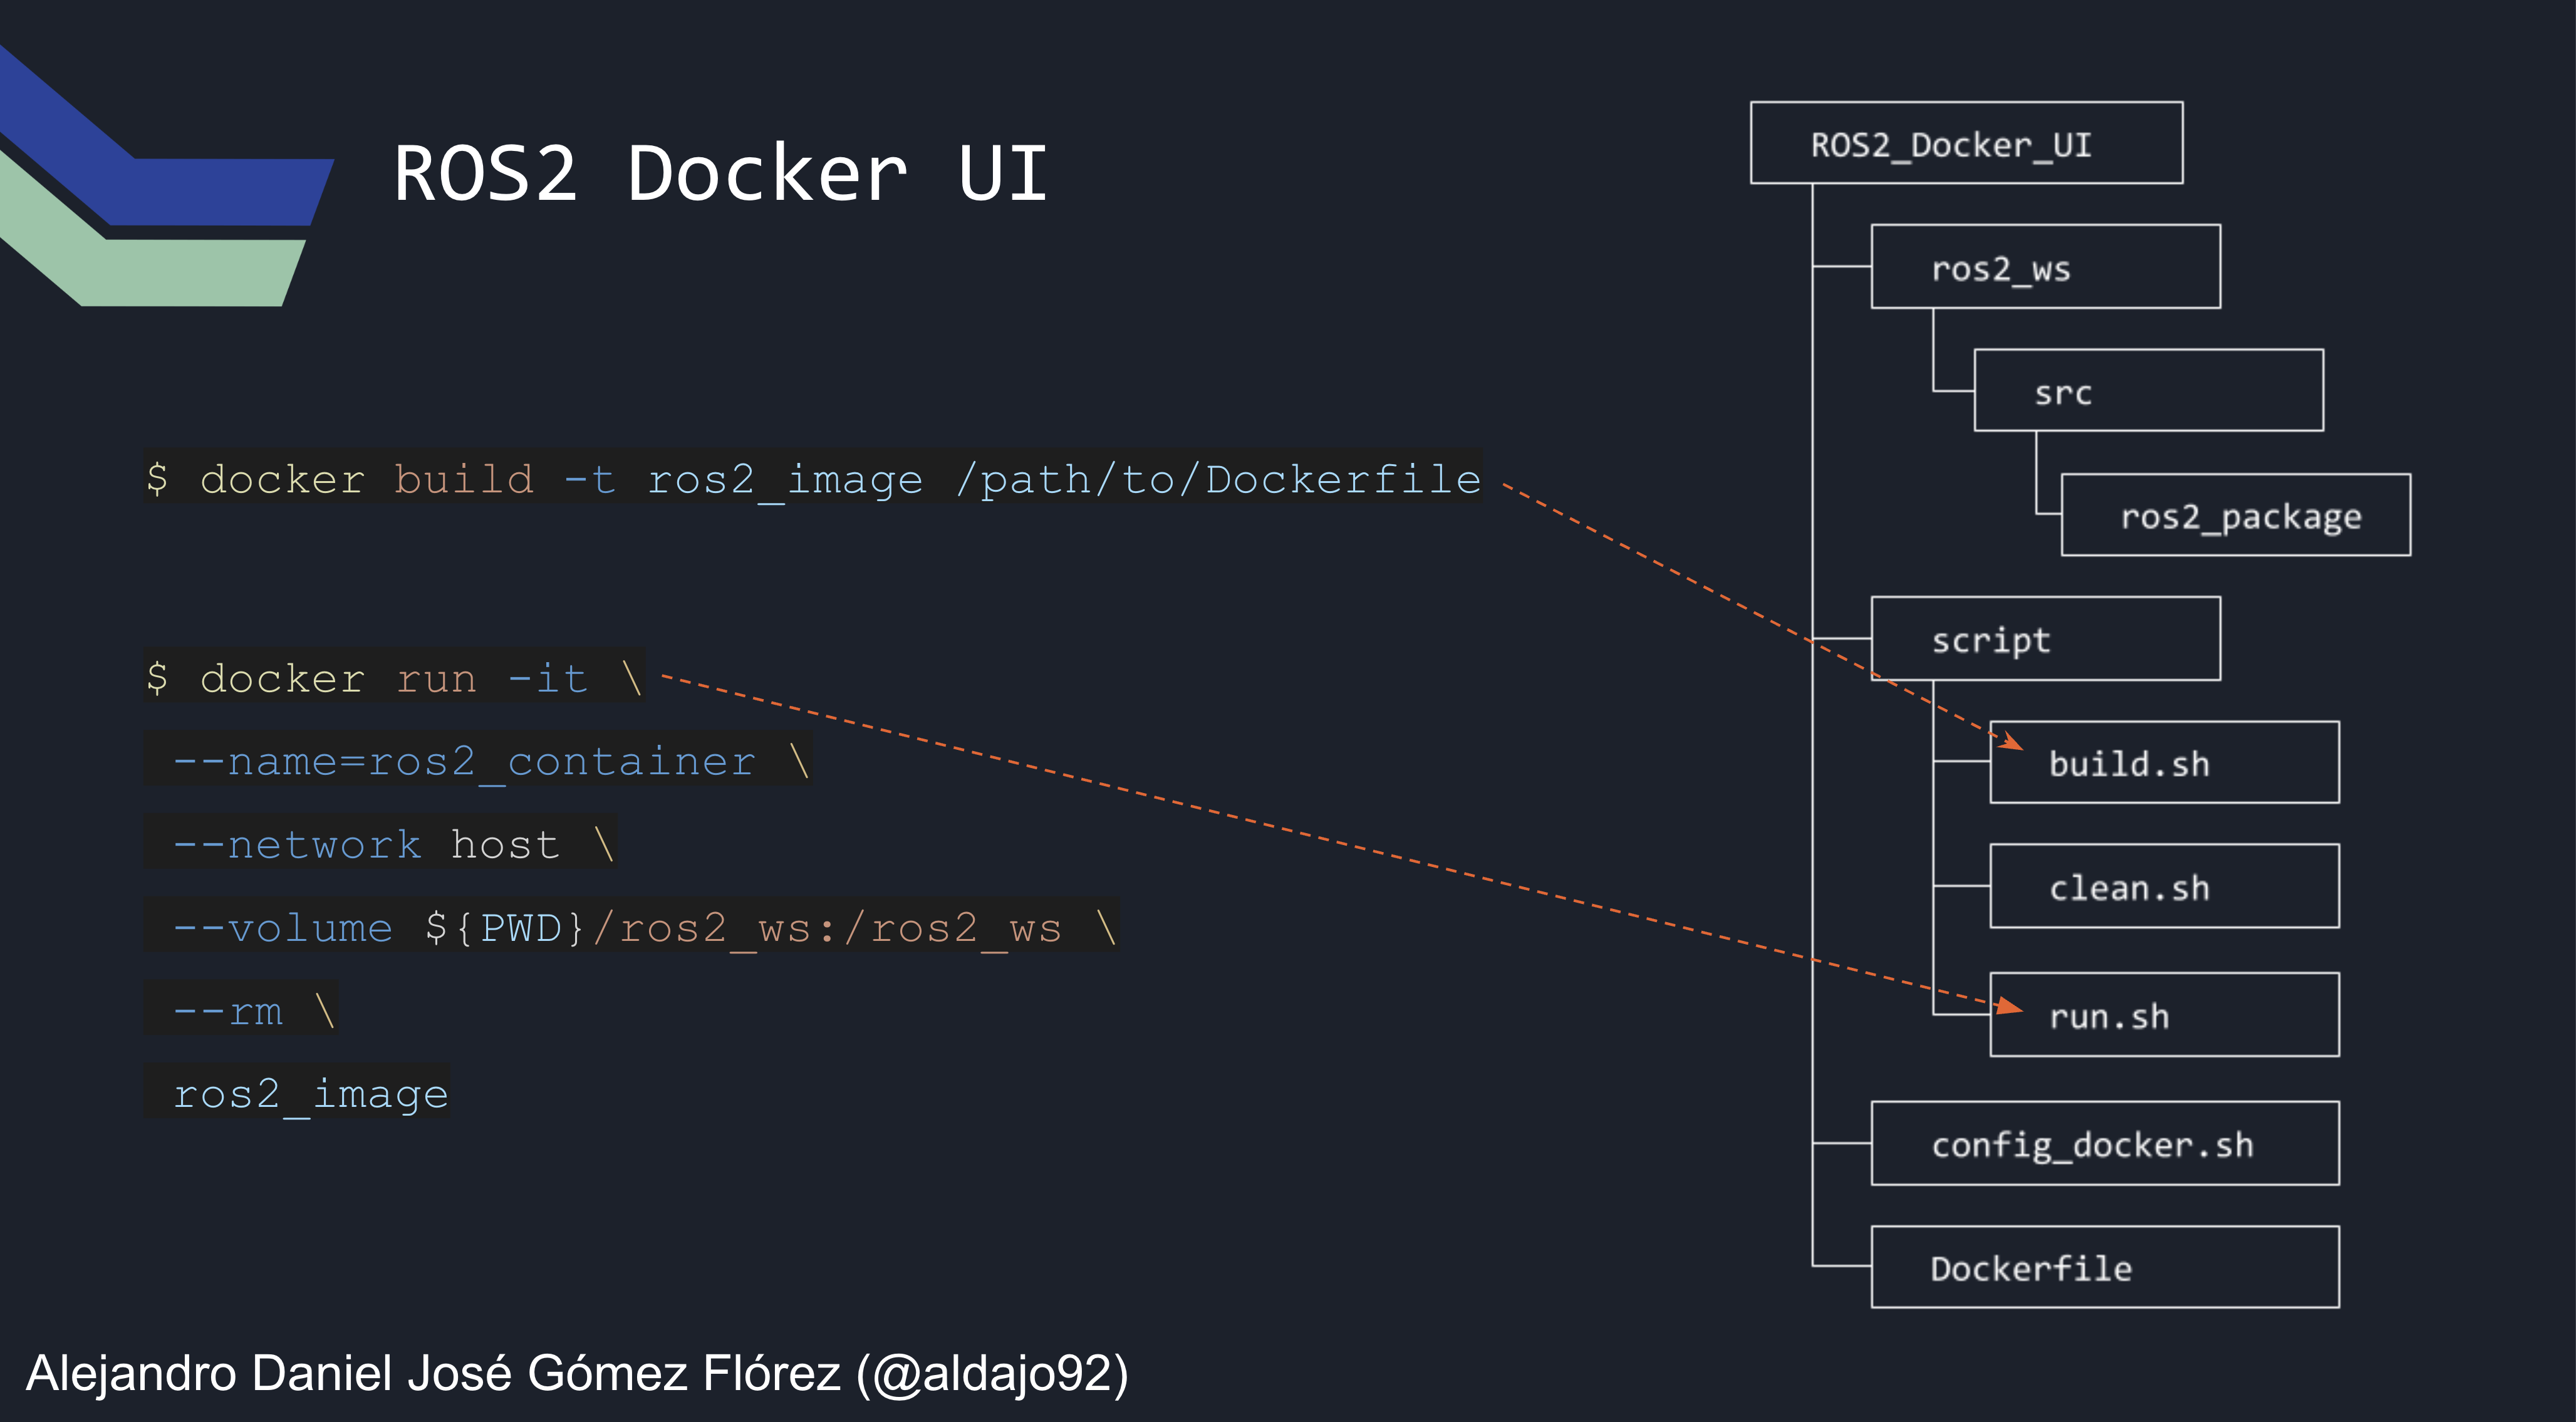 ROS2 Docker UI
$ docker build -t ros2_image /path/to/Dockerfile
$ docker run -it \
--name=ros2_container \
--network host \
--volume ${PWD}/ros2_ws:/ros2_ws \
--rm \
ros2_image
ROS2_Docker_UI
ros2_ws
src
ros2_package
script
build.sh
clean.sh
run.sh
config_docker.sh
Dockerfile
Alejandro Daniel José Gómez Flórez (@aldajo92)